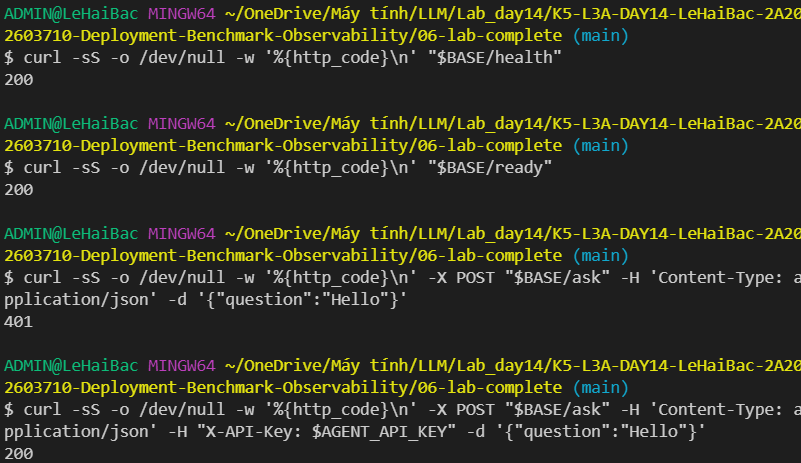 ADMIN@LeHaiBac MINGW64 ~/OneDrive/Máy tính/LLM/Lab_day14/K5-L3A-DAY14-LeHaiBac-2A20
2603710-Deployment-Benchmark-Observability/06-lab-complete (main)
$ curl -sS -o /dev/null -w '%{http_code}\n' "$BASE/health"
200
ADMIN@LeHaiBac MINGW64 ~/OneDrive/Máy tính/LLM/Lab_day14/K5-L3A-DAY14-LeHaiBac-2A20
2603710-Deployment-Benchmark-Observability/06-lab-complete (main)
$ curl -sS -o /dev/null -w '%{http_code}\n' "$BASE/ready"
200
ADMIN@LeHaiBac MINGW64 ~/OneDrive/Máy tính/LLM/Lab_day14/K5-L3A-DAY14-LeHaiBac-2A20
2603710-Deployment-Benchmark-Observability/06-lab-complete (main)
$ curl -sS -o /dev/null -w '%{http_code}\n' -X POST "$BASE/ask" -H 'Content-Type: a
pplication/json' -d '{"question":"Hello"}'
401
ADMIN@LeHaiBac MINGW64 ~/OneDrive/Máy tính/LLM/Lab_day14/K5-L3A-DAY14-LeHaiBac-2A20
2603710-Deployment-Benchmark-Observability/06-lab-complete (main)
$ curl -sS -o /dev/null -w '%{http_code}\n' -X POST "$BASE/ask" -H 'Content-Type: a
pplication/json' -H "X-API-Key: $AGENT_API_KEY" -d '{"question":"Hello"}'
200